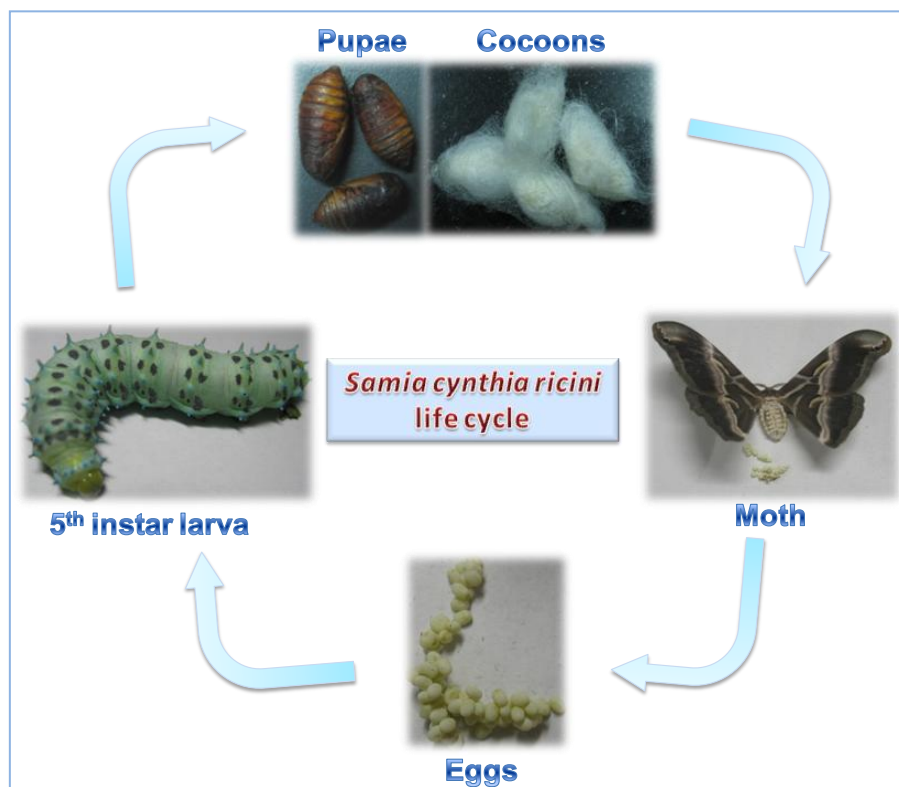 Pupae
Cocoons
Samia cynthia ricini
life cycle
5th instar larva
Moth
Eggs